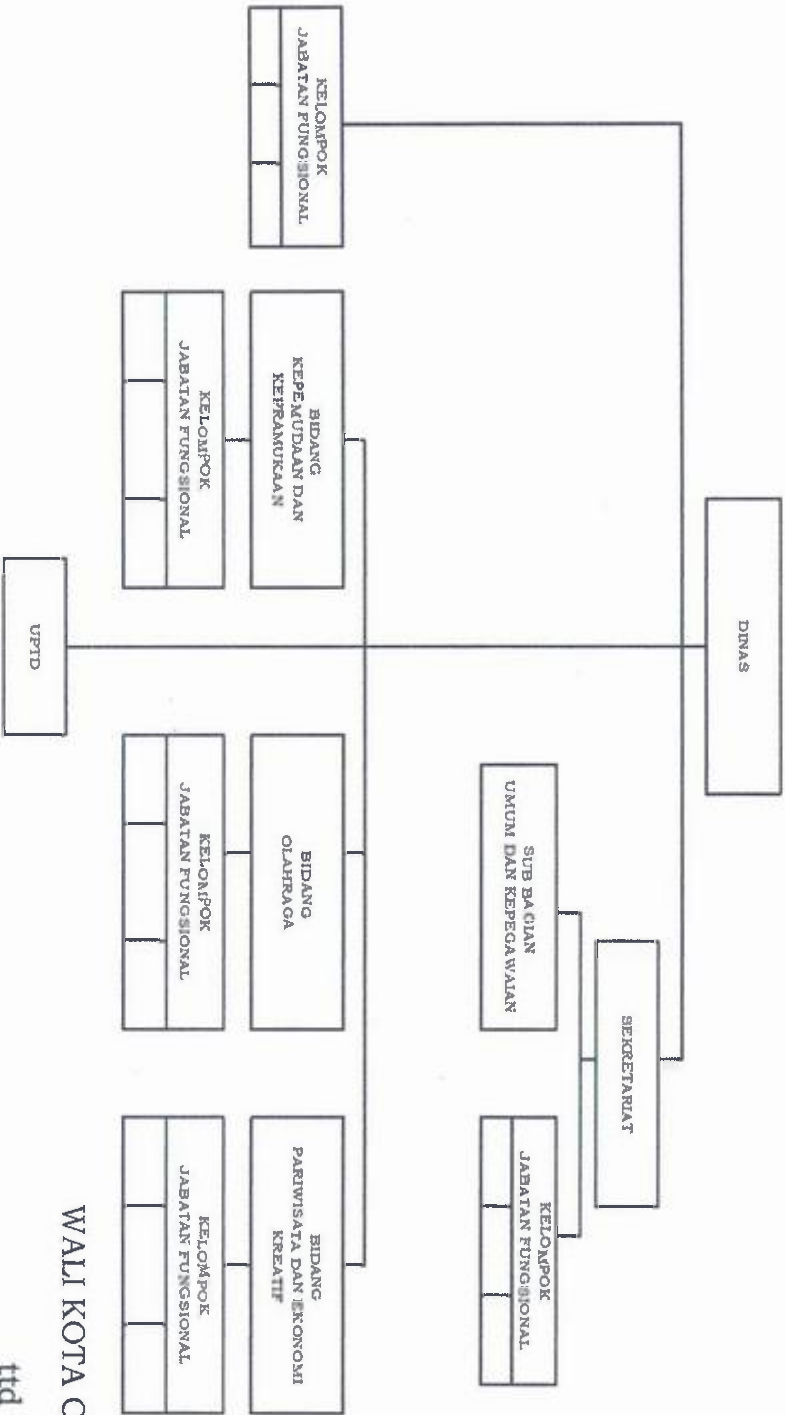 DINAS
SEKRETARIAT
SUB BAGIAN
UMUM DAN KEPEGAWAIAN
KELOMPOK
JABATAN FUNGSIONAL
KELOMPOK
JABATAN FUNGSIONAL
BIDANG
KEPEMUDAAN DAN
KEPRAMUKAAN
BIDANG
OLAHRAGA
BIDANG
PARIWISATA DAN EKONOMI
KREATIF
KELOMPOK
JABATAN FUNGSIONAL
KELOMPOK
JABATAN FUNGSIONAL
KELOMPOK
JABATAN FUNGSIONAL
UPTD
WALI KOTA C
ttd